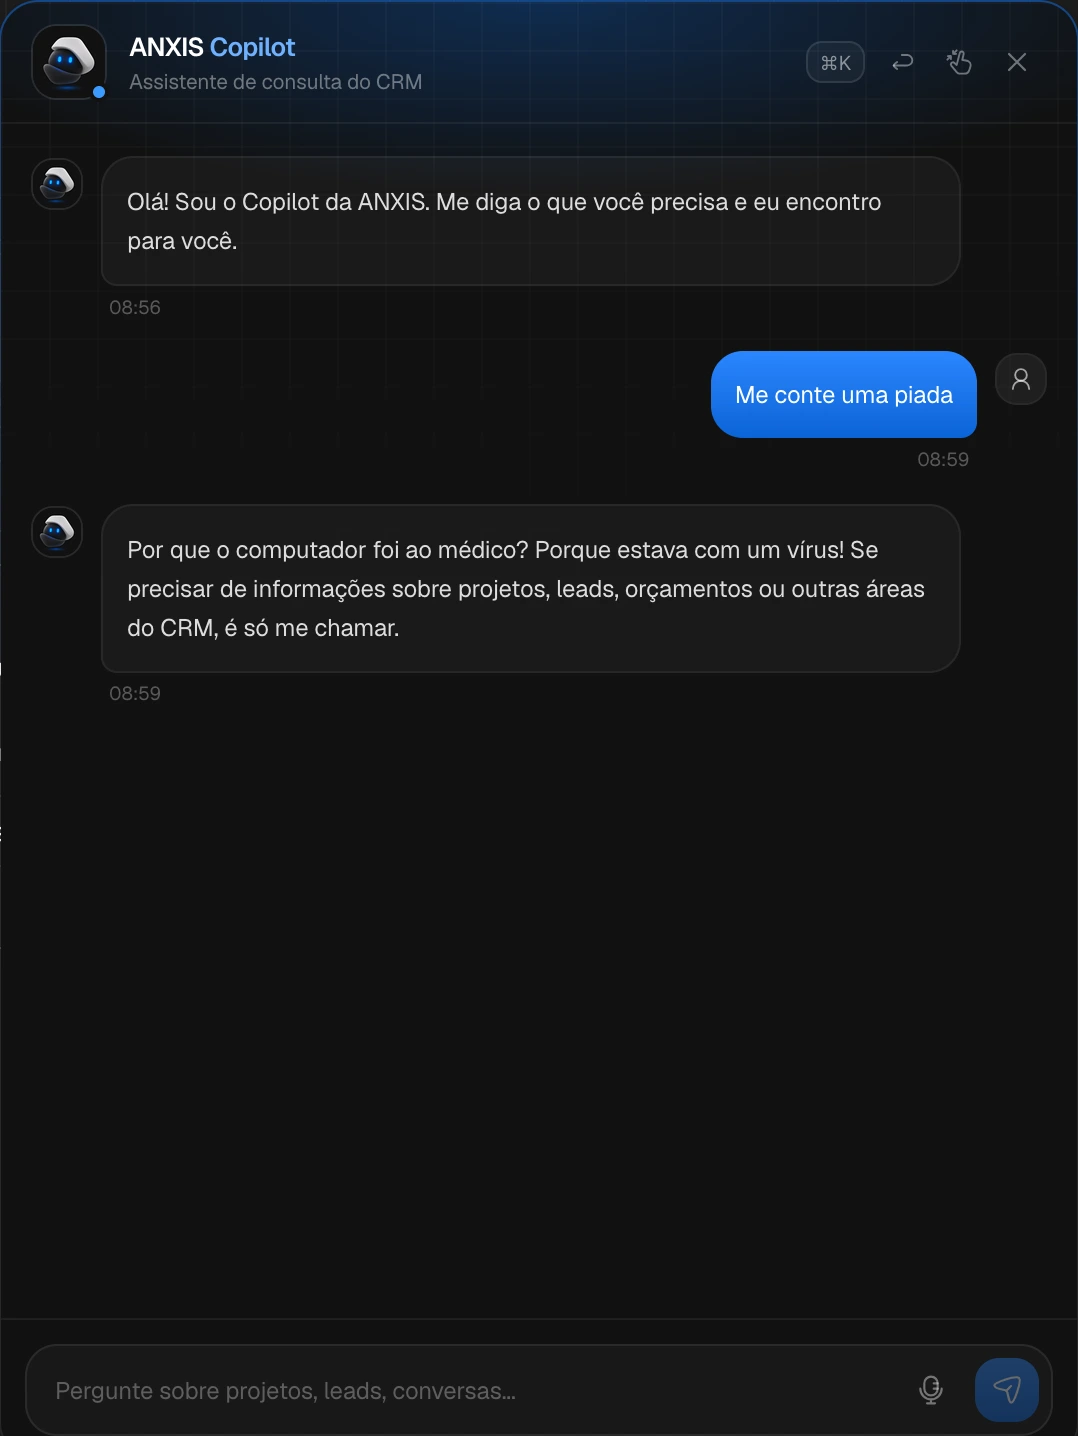 ANXIS Copilot
Assistente de consulta do CRM
⌘K
Olá! Sou o Copilot da ANXIS. Me diga o que você precisa e eu encontro
para você.
08:56
Me conte uma piada
08:59
Por que o computador foi ao médico? Porque estava com um vírus! Se
precisar de informações sobre projetos, leads, orçamentos ou outras áreas
do CRM, é só me chamar.
08:59
Pergunte sobre projetos, leads, conversas...